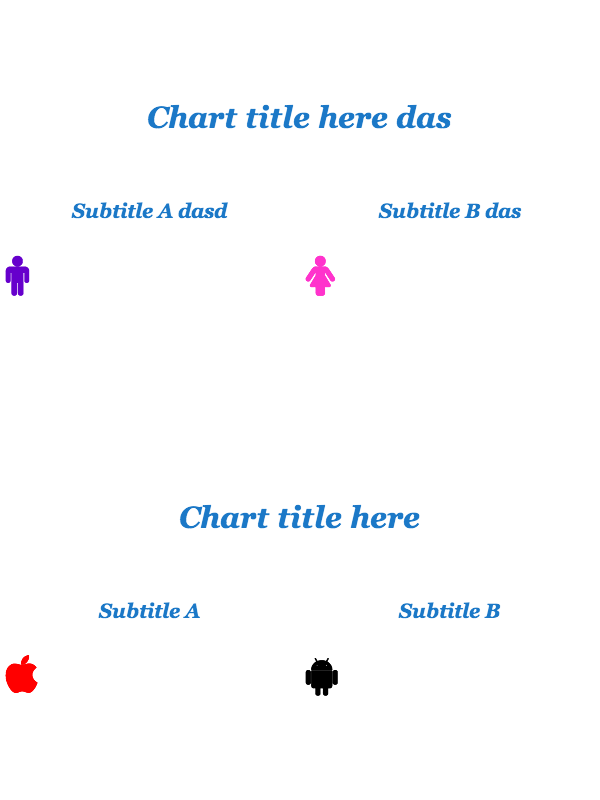 Chart title here das
Subtitle A dasd
Subtitle B das
Chart title here
Subtitle A
Subtitle B